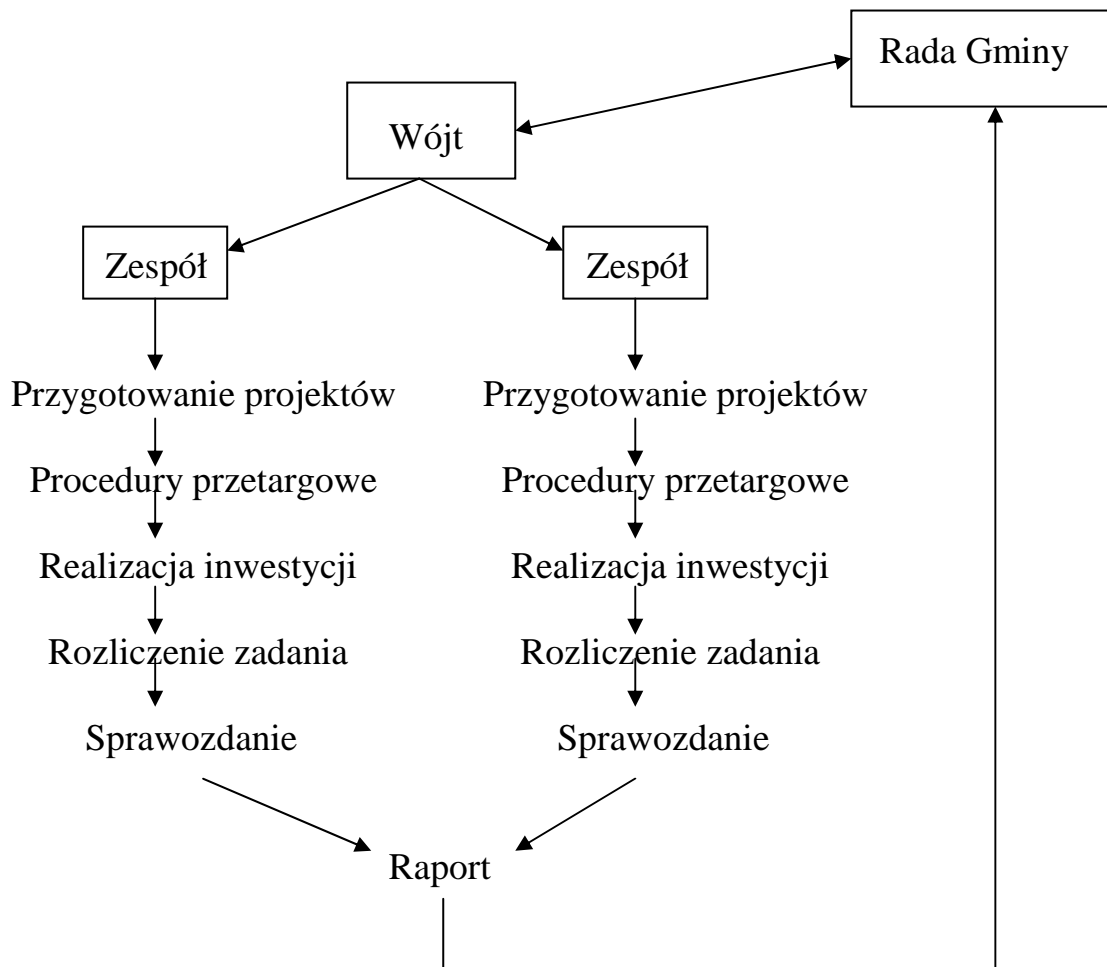 Rada Gminy
Wójt
Zespół
Zespół
Przygotowanie projektów
Przygotowanie projektów
Procedury przetargowe
Procedury przetargowe
Realizacja inwestycji
Realizacja inwestycji
Rozliczenie zadania
Rozliczenie zadania
Sprawozdanie
Sprawozdanie
Raport